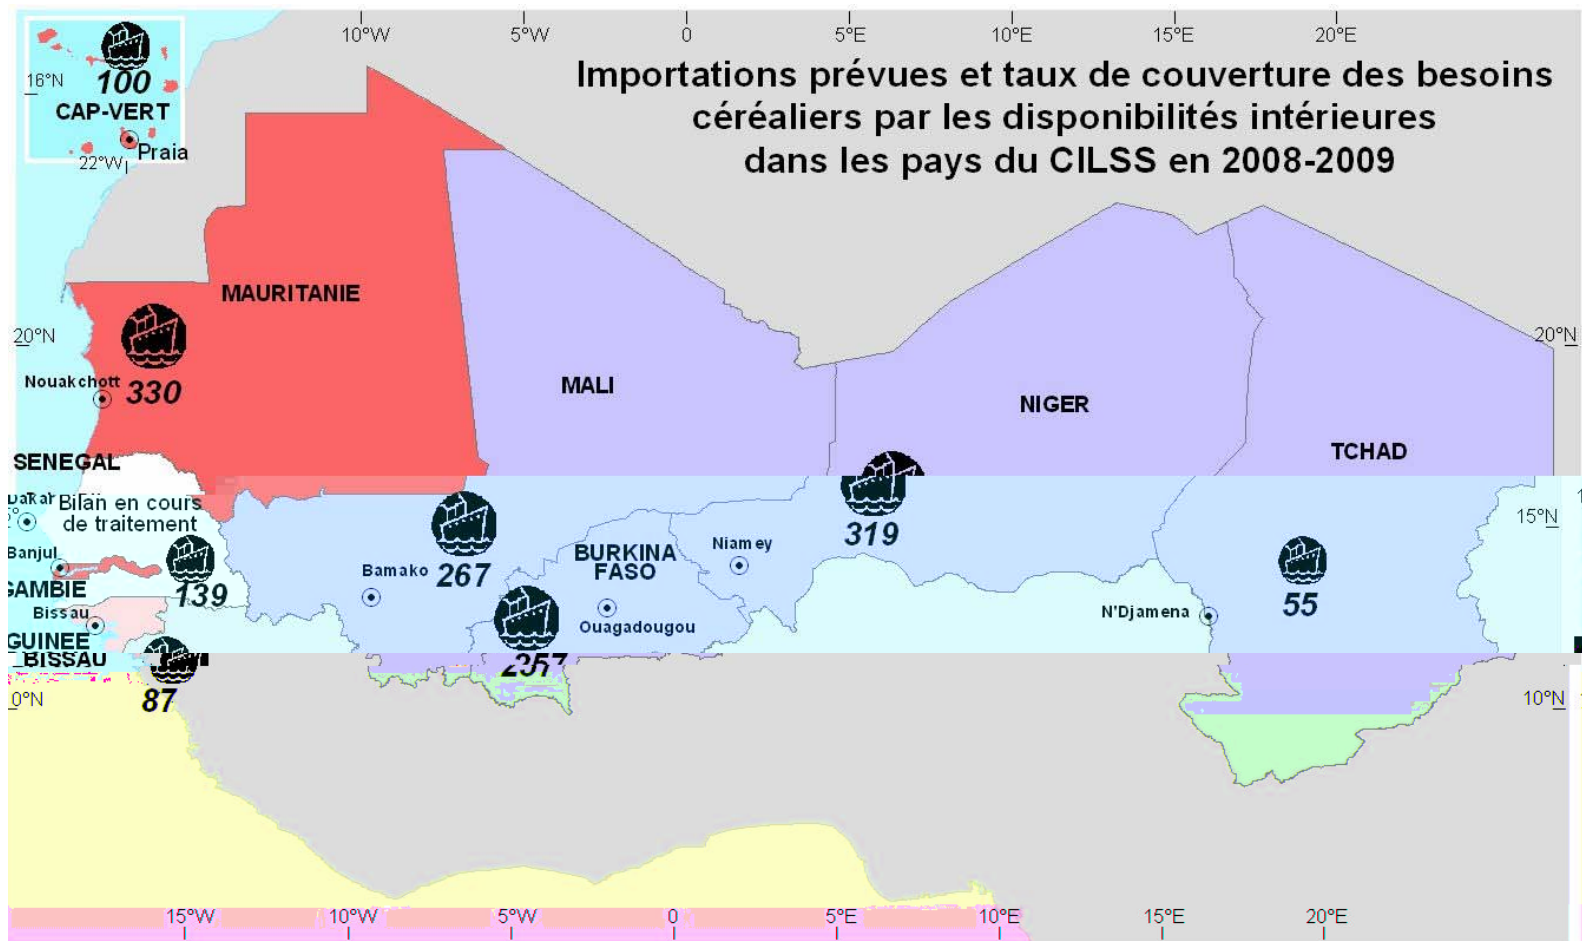 10°W 5°W 0 5°E 10°E 15°E 20°E
Importations prévues et taux de couverture des besoins
céréaliers par les disponibilités intérieures
dans les pays du CILSS en 2008-2009
16°N
100
CAP-VERT
Praia
22°W
MAURITANIE
20°N
20°N
Nouakchott
330
MALI
NIGER
TCHAD
SENEGAL
Dakar
Bilan en cours
de traitement
15°N
319
Banjul
139
GAMBIE
Bamako
267
BURKINA
FASO
Niamey
55
Bissau
GUINEE
BISSAU
Ouagadougou
N'Djamena
257
87
0°N
10°N
15°W 10°W 5°W 0 5°E 10°E 15°E 20°E